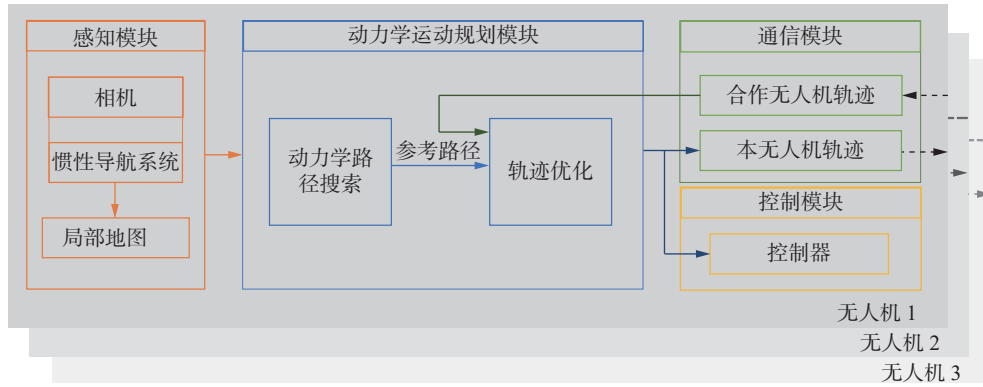 感知模块
相机
惯性导航系统
局部地图
动力学运动规划模块
动力学路
径搜索
参考路径
轨迹优化
通信模块
合作无人机轨迹
本无人机轨迹
控制模块
控制器
无人机 1
无人机 2
无人机 3